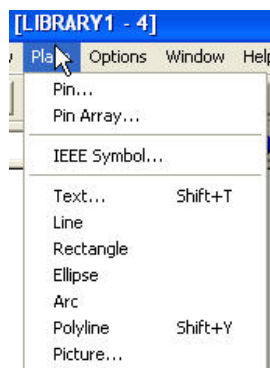 [LIBRARY1 - 4]
Options Window
Pin...
Pin Array...
IEEE Symbol...
Text... Shift+T
Line
Rectangle
Ellipse
Arc
Polyline Shift+Y
Picture...